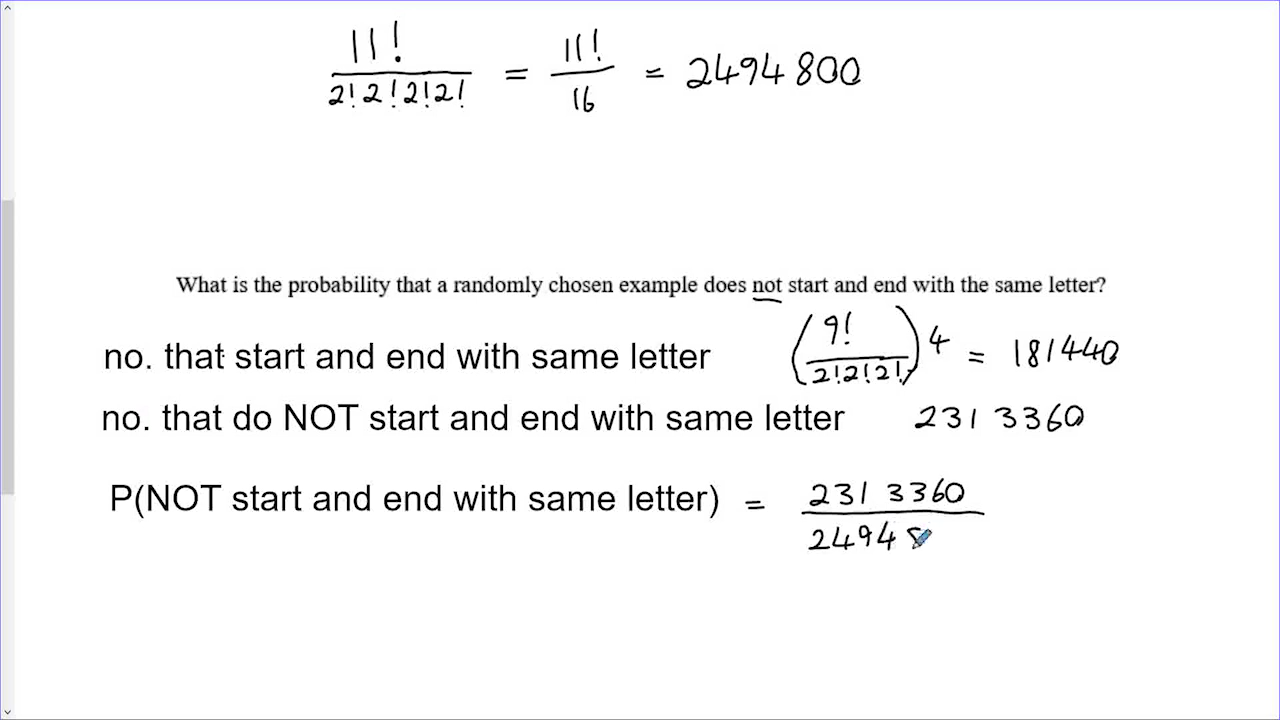 11!
2!2!2!2! = 11!/16 = 2494800
What is the probability that a randomly chosen example does not start and end with the same letter?
no. that start and end with same letter (9!/2!2!2!)4 = 181440
no. that do NOT start and end with same letter 2313360
P(NOT start and end with same letter) = 2313360
24948